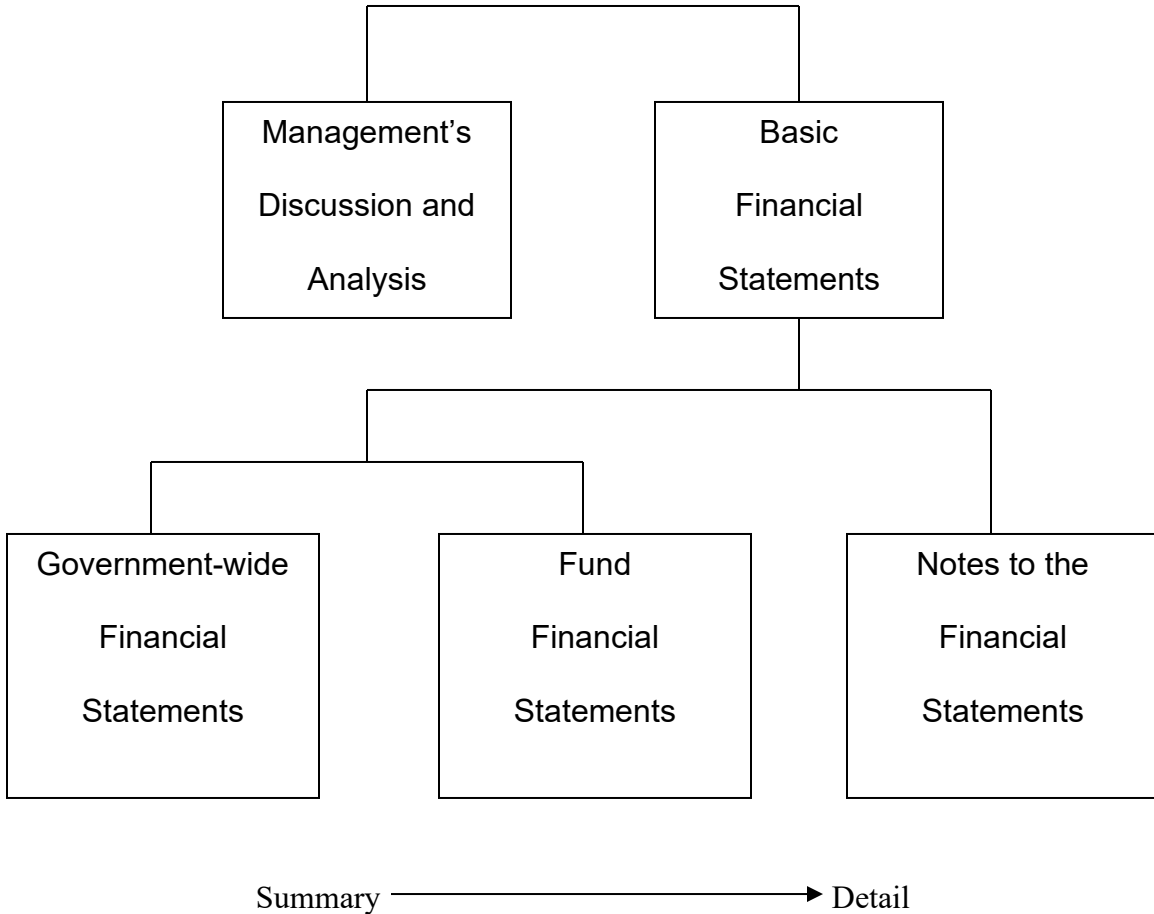 Management’s
Discussion and
Analysis
Basic
Financial
Statements
Government-wide
Financial
Statements
Fund
Financial
Statements
Notes to the
Financial
Statements
Summary
Detail